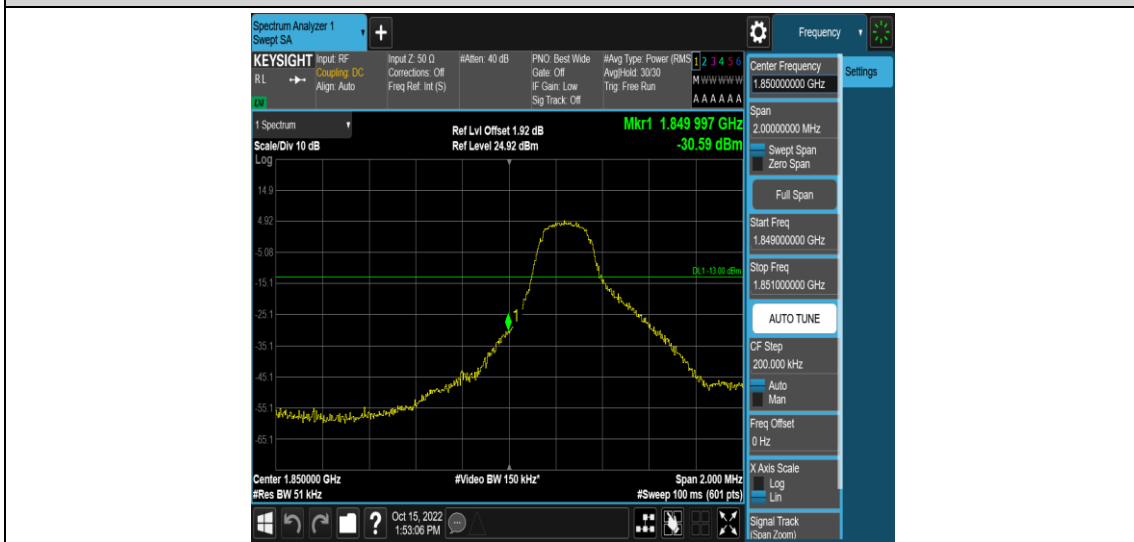 Spectrum Analyzer 1
Swept SA
+
Frequency
KEYSIGHT
RL
Input: RF
Coupling: DC
Align: Auto
Input Z: 50 Ω
Corrections: Off
Freq Ref: Int (S)
#Atten: 40 dB
PNO: Best Wide
Gate: Off
IF Gain: Low
Sig Track: Off
#Avg Type: Power (RMS
Avg|Hold: 30/30
Trig: Free Run
1 2 3 4 5 6
M W W W W W
A A A A A A
1 Spectrum
Scale/Div 10 dB
Ref Lvl Offset 1.92 dB
Ref Level 24.92 dBm
Mkr1 1.849 997 GHz
-30.59 dBm
Log
14.9
4.92
-5.08
-15.1
-25.1
-35.1
-45.1
-55.1
-65.1
DL1 -13.00 dBm
1
Center 1.850000 GHz
#Res BW 51 kHz
#Video BW 150 kHz*
Span 2.000 MHz
#Sweep 100 ms (601 pts)
Center Frequency
1.850000000 GHz
Settings
Span
2.00000000 MHz
Swept Span
Zero Span
Full Span
Start Freq
1.849000000 GHz
Stop Freq
1.851000000 GHz
AUTO TUNE
CF Step
200.000 kHz
Auto
Man
Freq Offset
0 Hz
X Axis Scale
Log
Lin
Signal Track
(Span Zoom)
?
Oct 15, 2022
1:53:06 PM